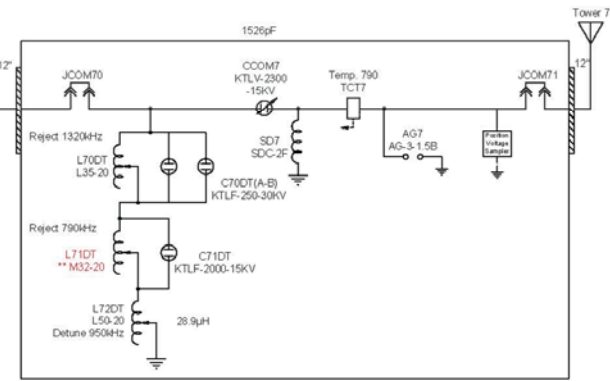 Tower 7
1526pF
12"
JCOM70
CCOM7
KTLV-2300
-15KV
Temp. 790
TCT7
JCOM71
12"
Reject 1320kHz
L70DT
L35-20
C70DT(A-B)
KTLF-250-30KV
SD7
SDC-2F
AG7
AG-3-1.5B
Position
Voltage
Sampler
Reject 790kHz
L71DT
** M32-20
C71DT
KTLF-2000-15KV
L72DT
L50-20
Detune 950kHz
28.9μH